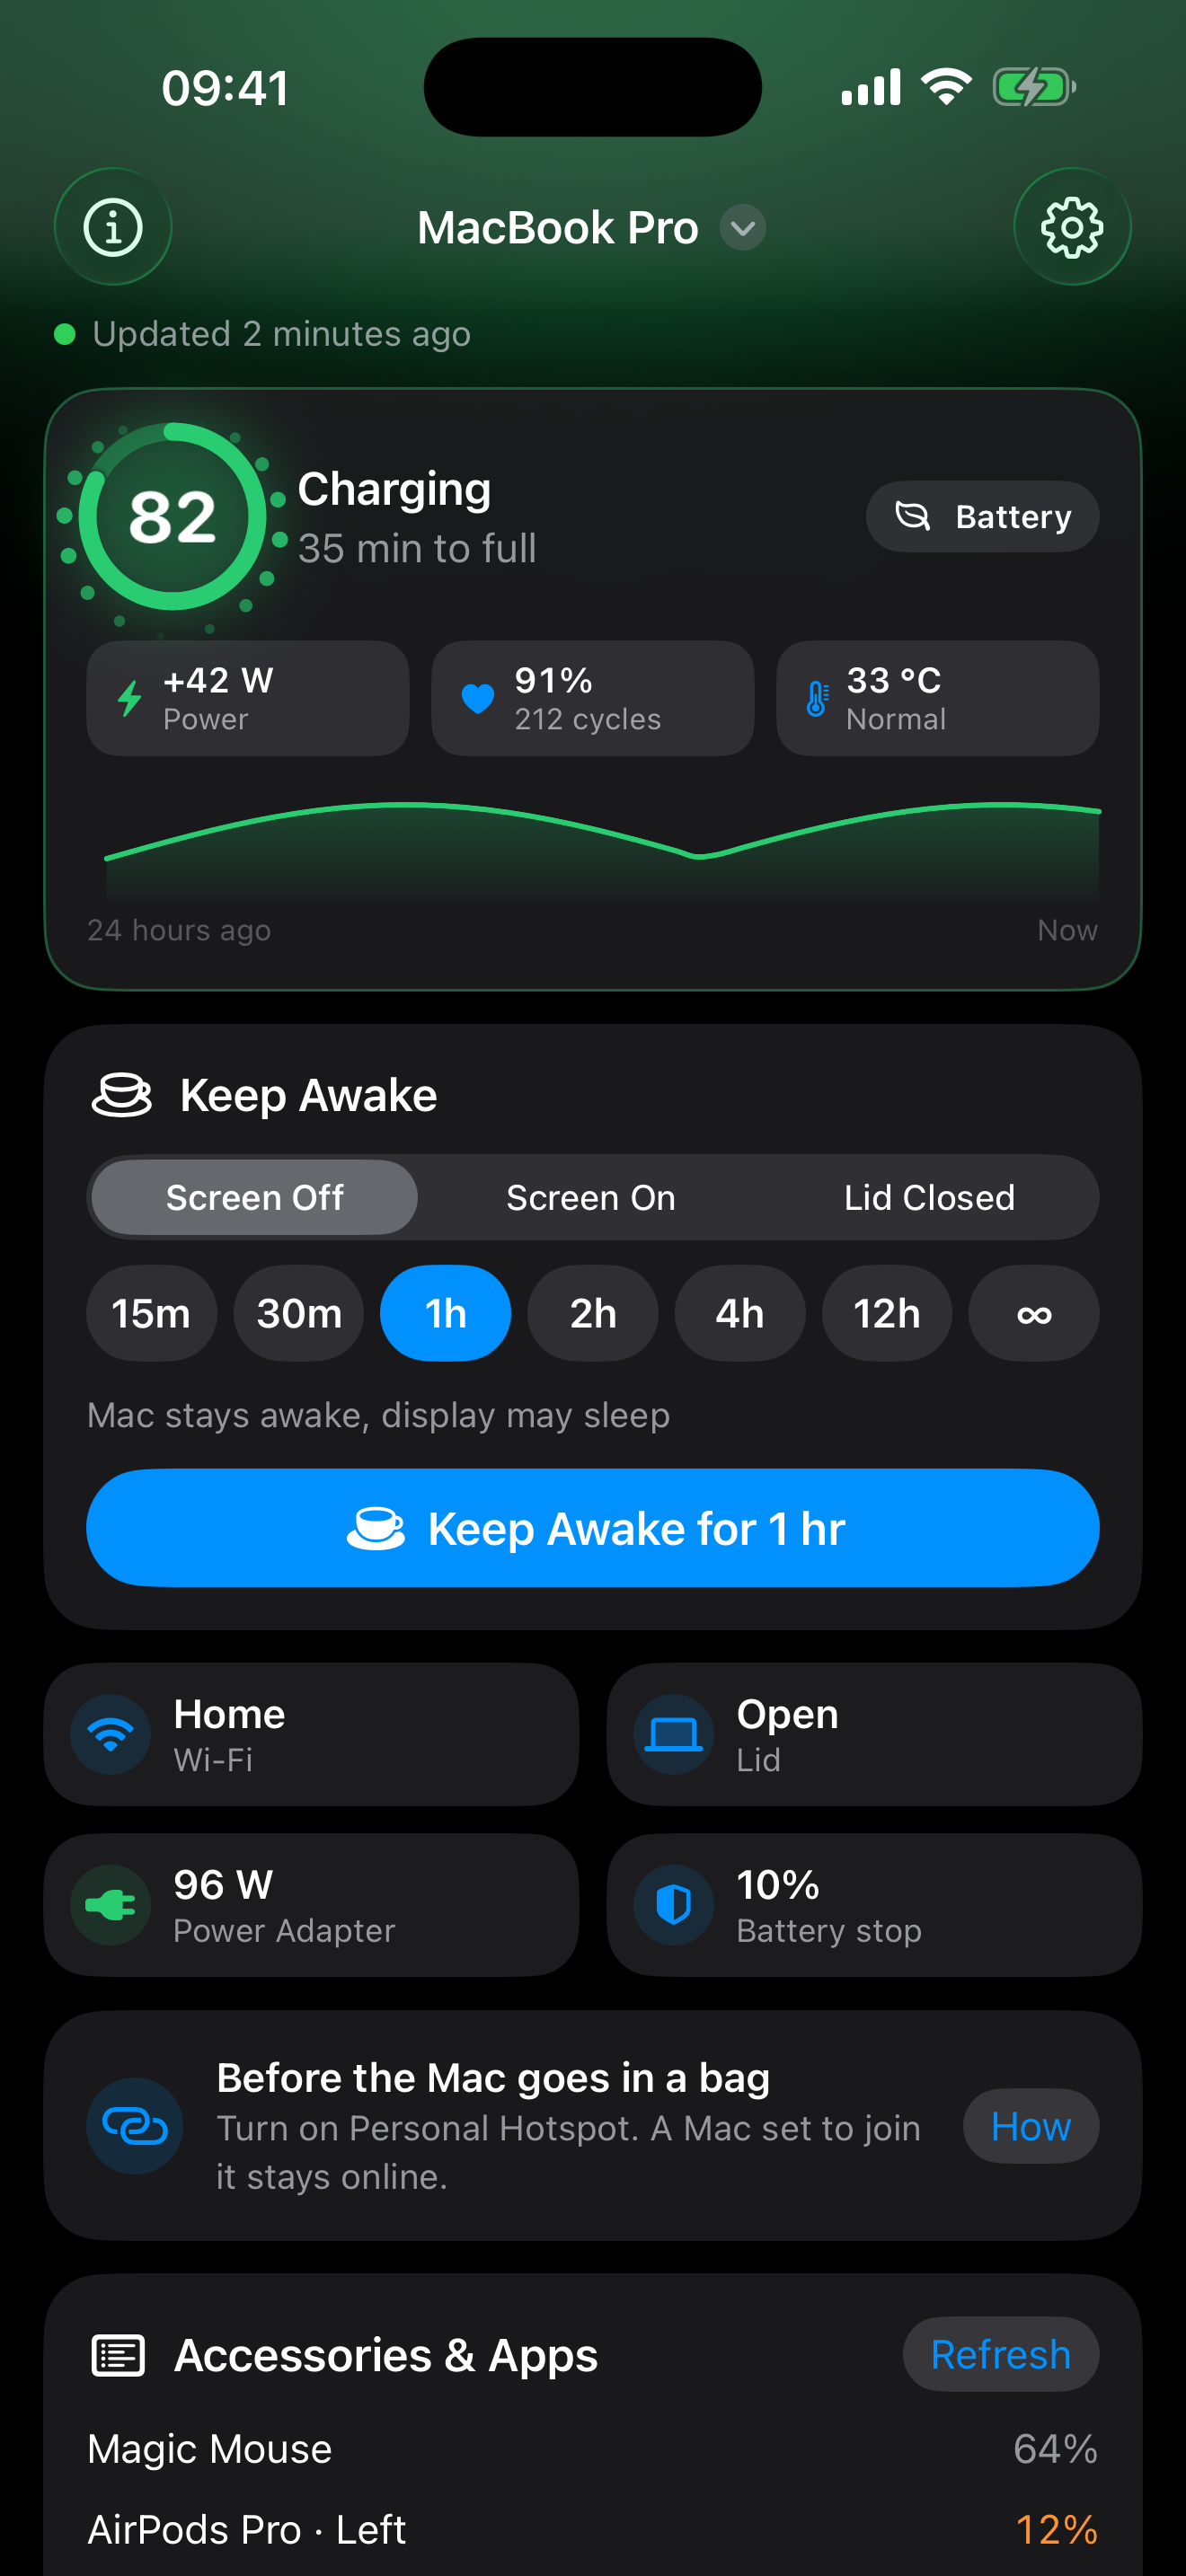 09:41
MacBook Pro
Updated 2 minutes ago
82
Charging
35 min to full
Battery
+42 W
Power
91%
212 cycles
33 °C
Normal
24 hours ago
Now
Keep Awake
Screen Off
Screen On
Lid Closed
15m
30m
1h
2h
4h
12h
∞
Mac stays awake, display may sleep
Keep Awake for 1 hr
Home
Wi-Fi
Open
Lid
96 W
Power Adapter
10%
Battery stop
Before the Mac goes in a bag
Turn on Personal Hotspot. A Mac set to join
it stays online.
How
Accessories & Apps
Refresh
Magic Mouse
64%
AirPods Pro · Left
12%